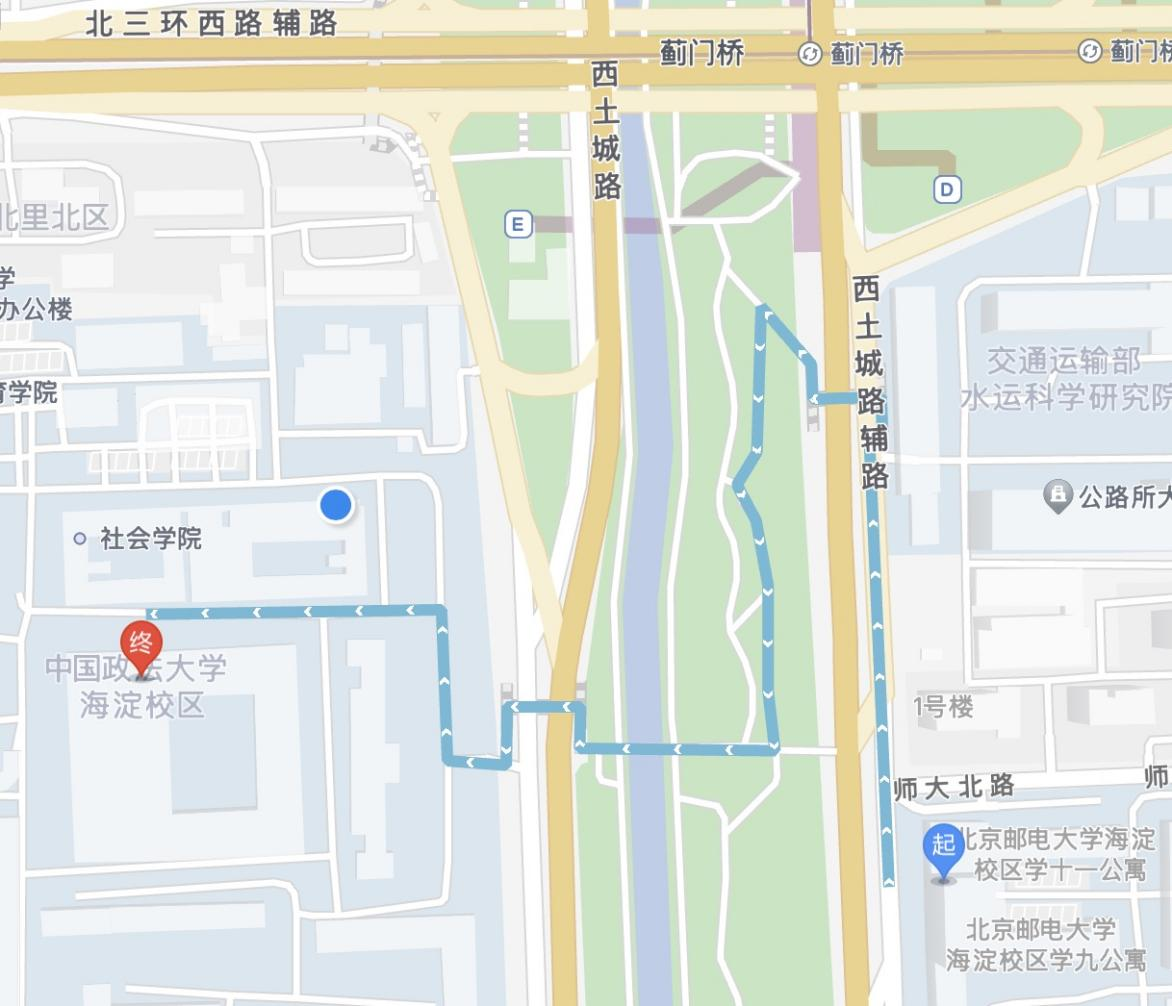 北三环西路辅路
蓟门桥
蓟门桥
蓟门桥
西土城路
D
E
北里北区
学
办公楼
西土城路辅路
交通运输部
水运科学研究院
育学院
公路所大
社会学院
终
中国政法大学
海淀校区
1号楼
师大北路
师
起
北京邮电大学海淀
校区学十一公寓
北京邮电大学
海淀校区学九公寓